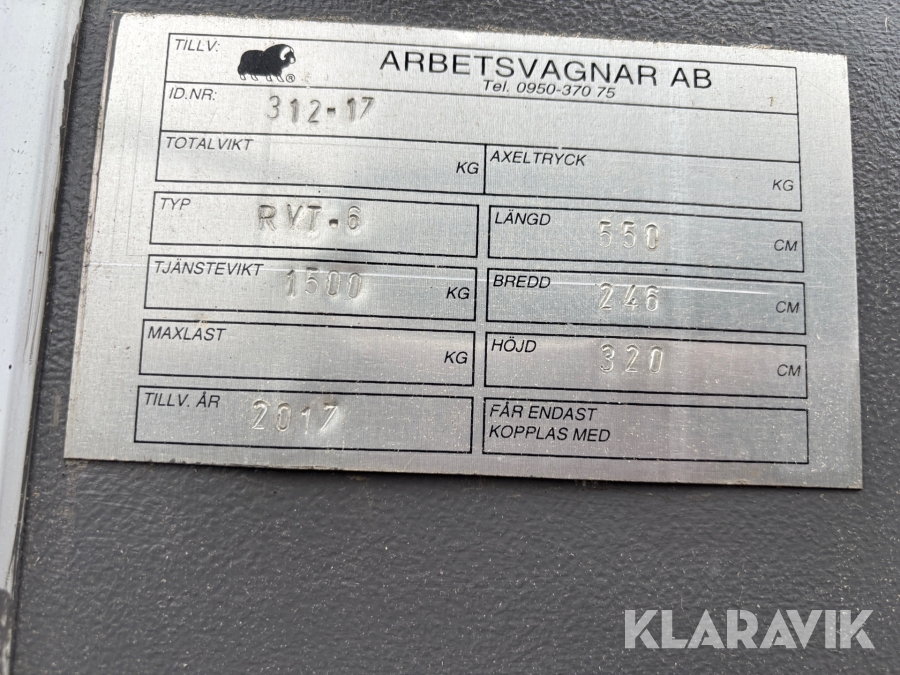 TILLV: ® ARBETSVAGNAR AB
Tel. 0950-370 75
ID.NR: 312-17
TOTALVIKT KG AXELTRYCK KG
TYP RVT-6 LÄNGD 550 CM
TJÄNSTEVIKT 1500 KG BREDD 246 CM
MAXLAST KG HÖJD 320 CM
TILLV. ÅR 2017 FÅR ENDAST
KOPPLAS MED
KLARAVIK